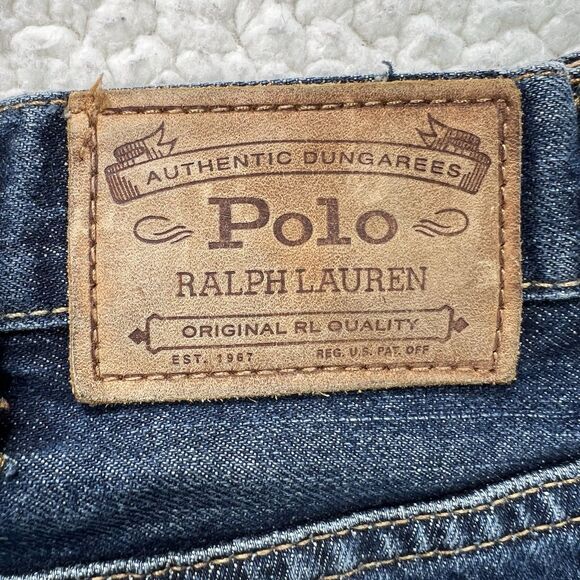 AUTHENTIC DUNGAREES
Polo
RALPH LAUREN
ORIGINAL RL QUALITY
EST. 1967 REG. U.S. PAT. OFF